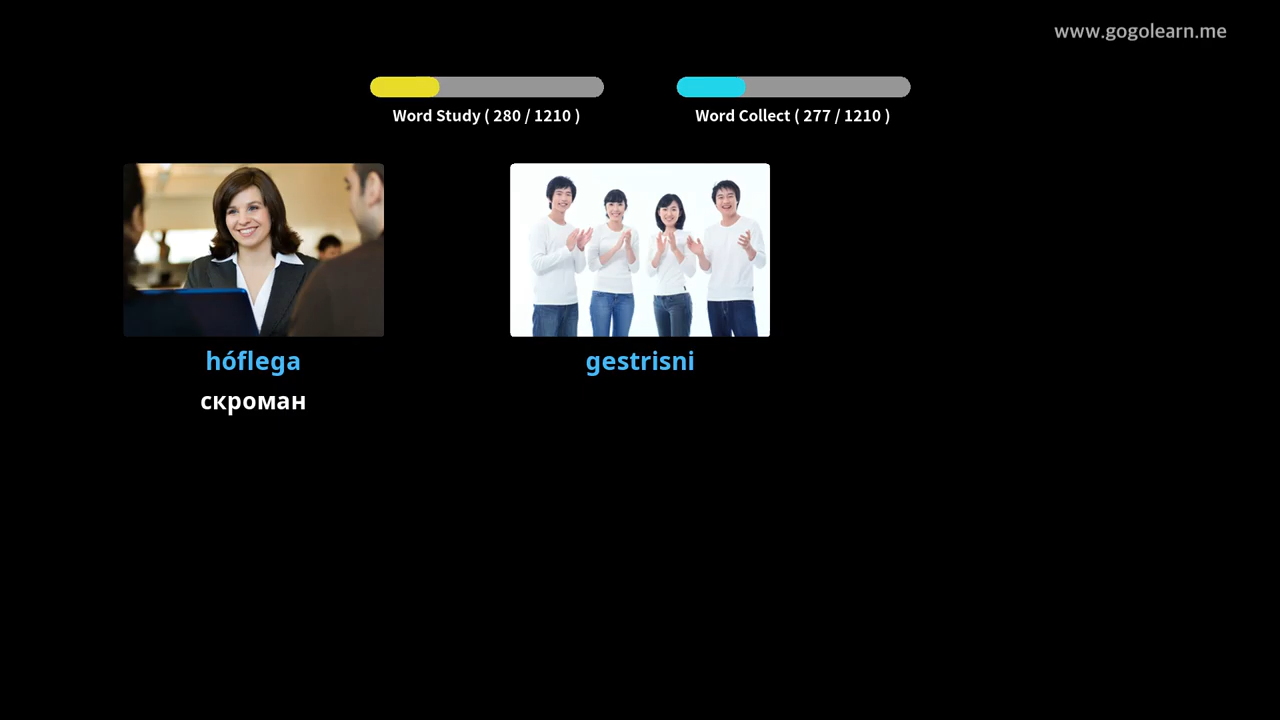 www.gogolearn.me
Word Study ( 280 / 1210 )
Word Collect ( 277 / 1210 )
hóflega
gestrisni
скроман